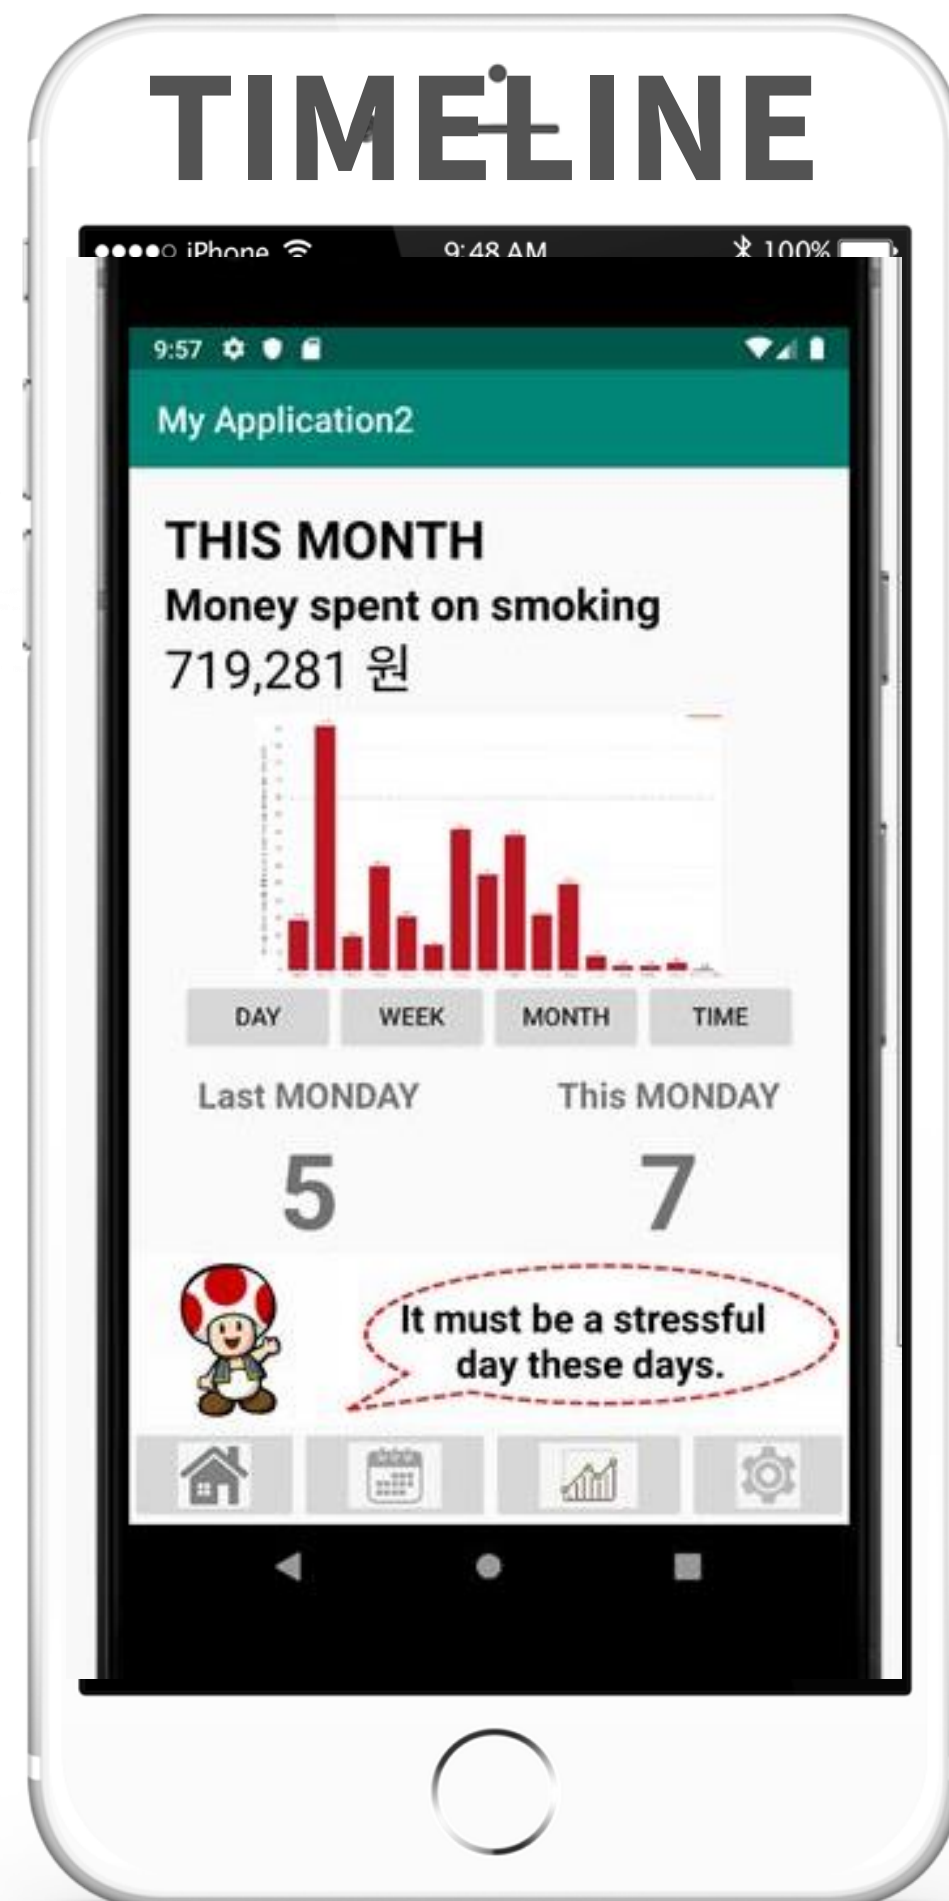 TIMELINE
iPhone 9:48 AM 100%
9:57
My Application2
THIS MONTH
Money spent on smoking
719,281 원
DAY WEEK MONTH TIME
Last MONDAY This MONDAY
5 7
It must be a stressful
day these days.